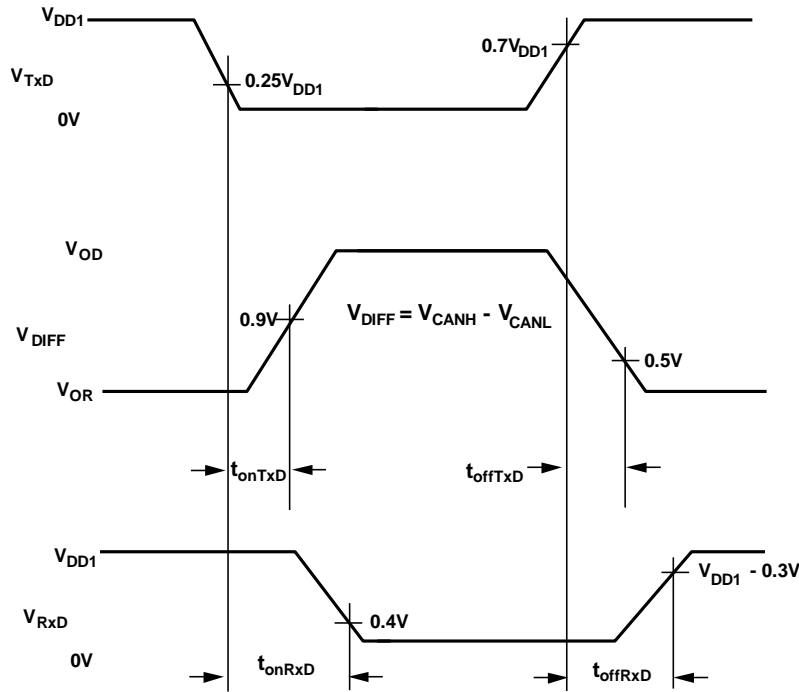 VDD1
VTxD
0V
0.25VDD1
0.7VDD1
VOD
VDIFF
VOR
0.9V
VDIFF = VCANH - VCANL
0.5V
tonTxD
toffTxD
VDD1
VRxD
0V
0.4V
VDD1 - 0.3V
tonRxD
toffRxD